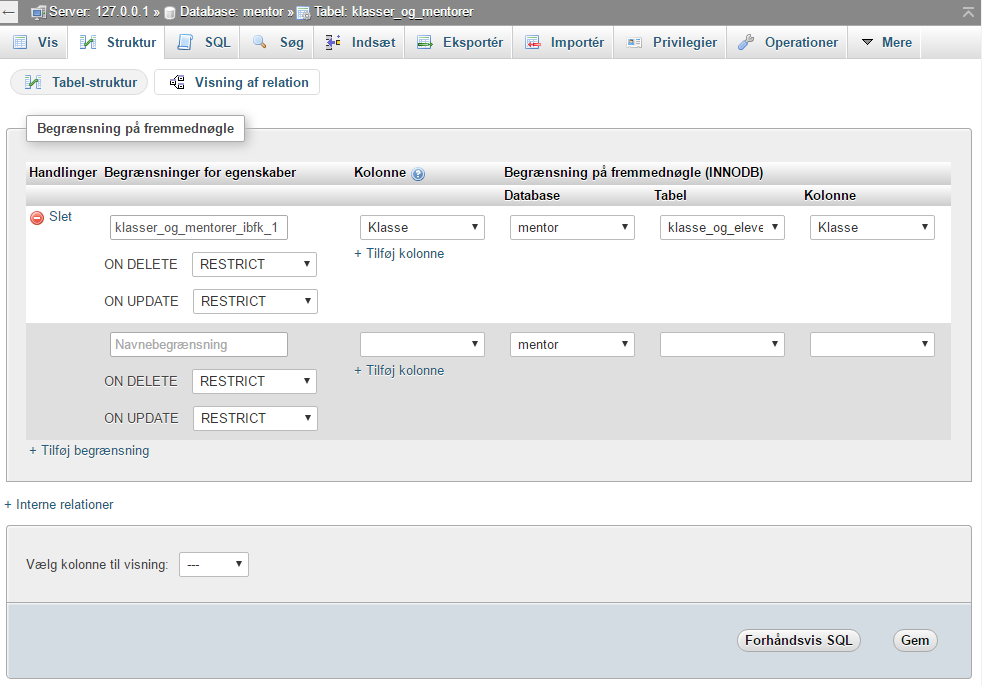 Server: 127.0.0.1 » Database: mentor » Tabel: klasser_og_mentorer
Vis Struktur SQL Søg Indsæt Eksportér Importér Privilegier Operationer Mere
Tabel-struktur Visning af relation
Begrænsning på fremmednøgle
Handlinger Begrænsninger for egenskaber Kolonne Begrænsning på fremmednøgle (INNODB)
Database Tabel Kolonne
Slet klasser_og_mentorer_ibfk_1 Klasse mentor klasse_og_eleve Klasse
+ Tilføj kolonne
ON DELETE RESTRICT
ON UPDATE RESTRICT
Navnebegrænsning mentor
+ Tilføj kolonne
ON DELETE RESTRICT
ON UPDATE RESTRICT
+ Tilføj begrænsning
+ Interne relationer
Vælg kolonne til visning: ---
Forhåndsvis SQL Gem